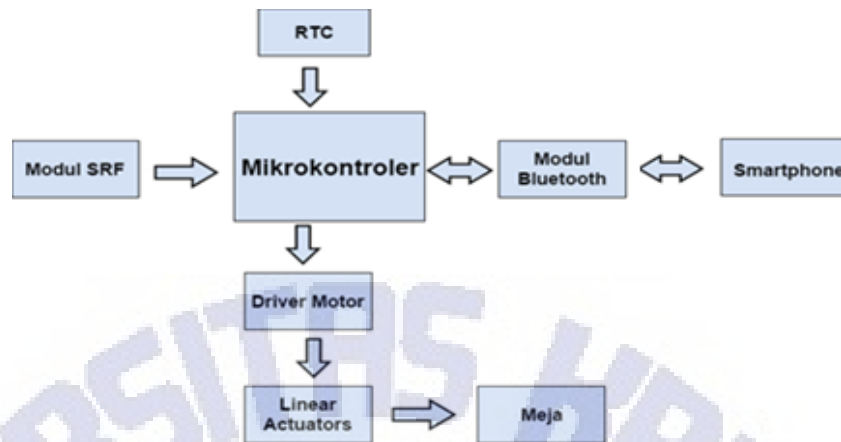 RTC
Modul SRF
Mikrokontroler
Modul
Bluetooth
Smartphone
Driver Motor
Linear
Actuators
Meja